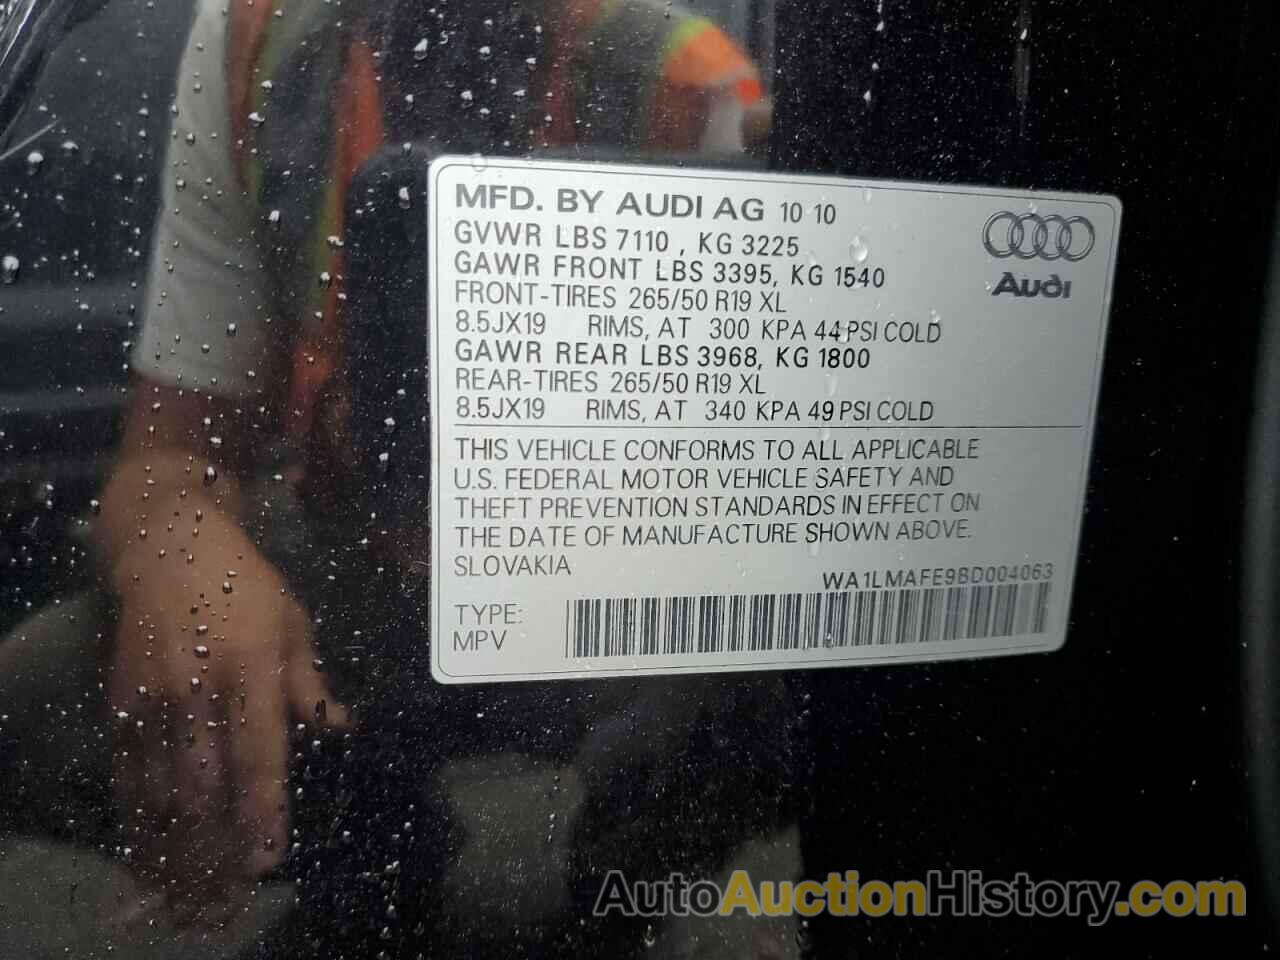 MFD. BY AUDI AG 10 10
GVWR LBS 7110 , KG 3225
GAWR FRONT LBS 3395, KG 1540
FRONT-TIRES 265/50 R19 XL
8.5JX19 RIMS, AT 300 KPA 44 PSI COLD
GAWR REAR LBS 3968, KG 1800
REAR-TIRES 265/50 R19 XL
8.5JX19 RIMS, AT 340 KPA 49 PSI COLD
Audi
THIS VEHICLE CONFORMS TO ALL APPLICABLE
U.S. FEDERAL MOTOR VEHICLE SAFETY AND
THEFT PREVENTION STANDARDS IN EFFECT ON
THE DATE OF MANUFACTURE SHOWN ABOVE.
SLOVAKIA
WA1LMAFE9BD004063
TYPE:
MPV
AutoAuctionHistory.com